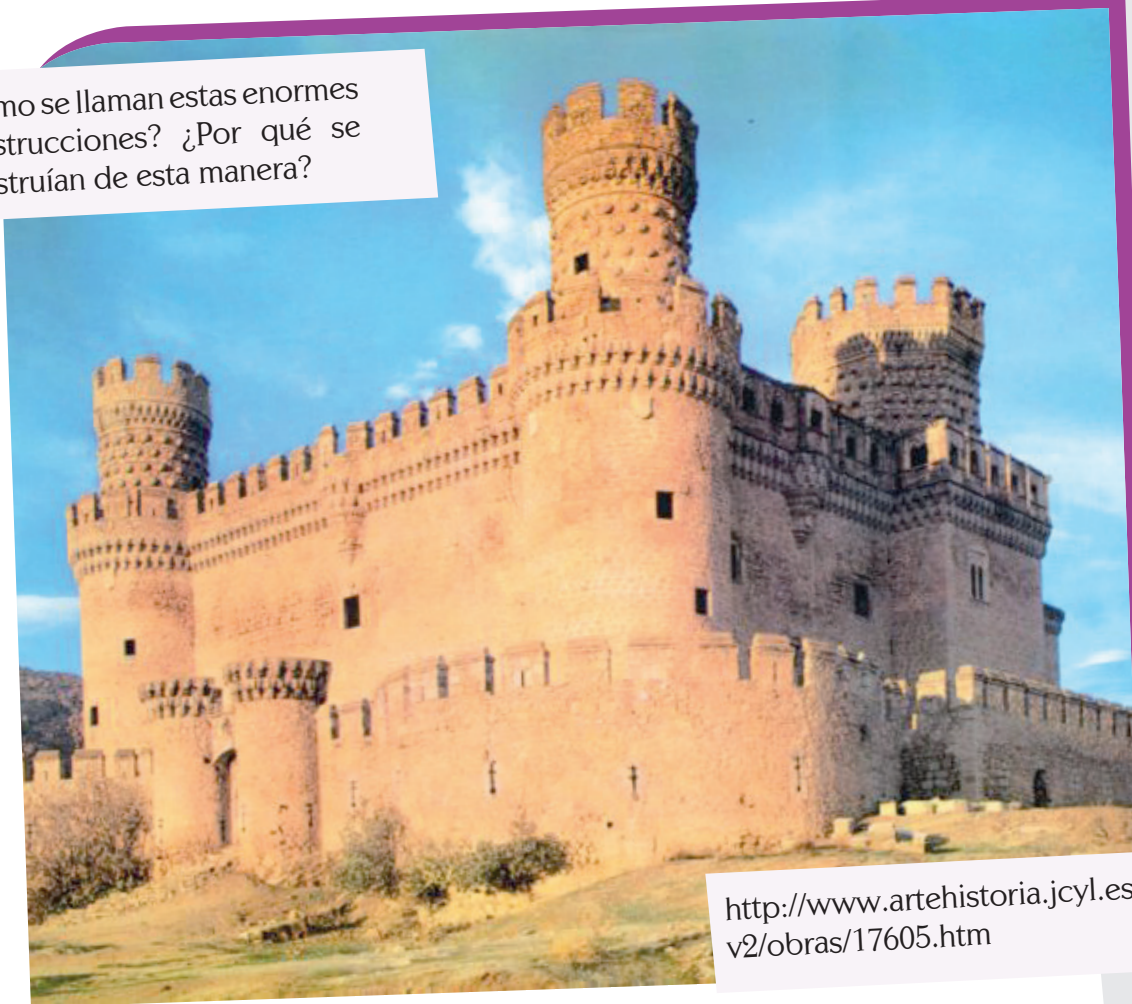 mo se llaman estas enormes
strucciones? ¿Por qué se
struían de esta manera?
http://www.artehistoria.jcyl.es
v2/obras/17605.htm